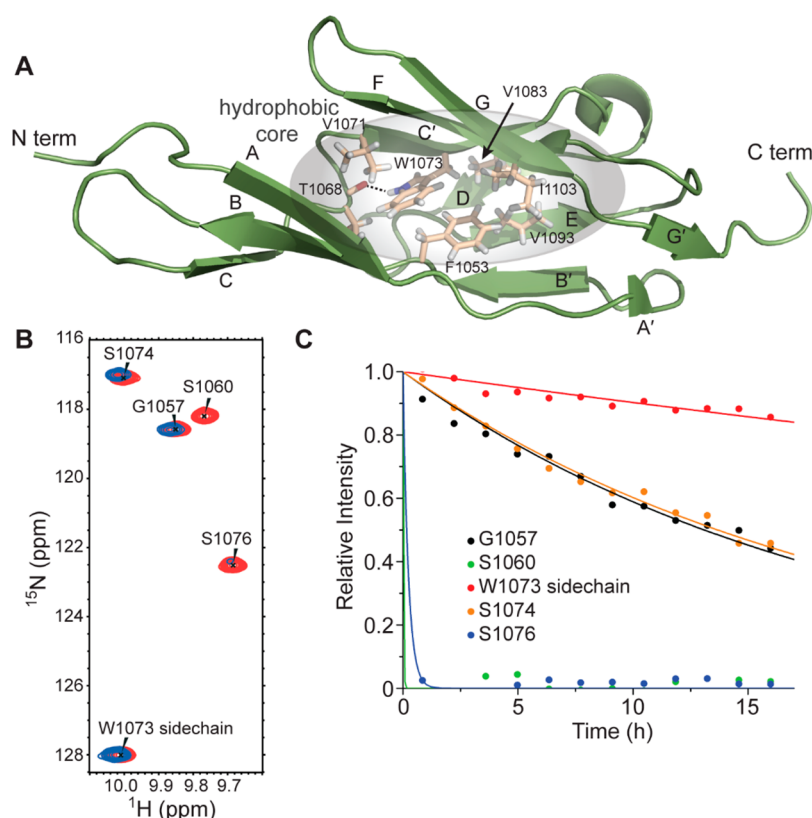 A
hydrophobic
core
N term
C term
F
G
V1083
V1071
C′
A
W1073
T1068
D
I1103
B
E
V1093
G′
C
F1053
B′
A′
B
116
118
120
122
124
126
128
15N (ppm)
S1074
S1060
G1057
S1076
W1073 sidechain
10.0 9.9 9.8 9.7
1H (ppm)
C
1.0
0.8
0.6
0.4
0.2
0
Relative Intensity
G1057
S1060
W1073 sidechain
S1074
S1076
0 5 10 15
Time (h)